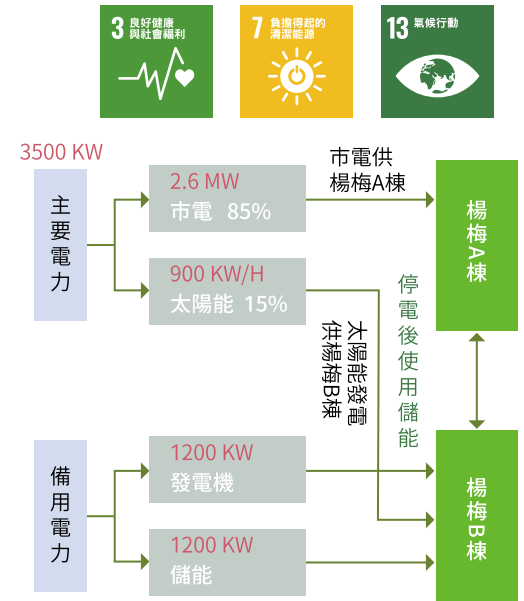 3 良好健康
與社會福利
7 負擔得起的
清潔能源
13 氣候行動
3500 KW
主要電力
2.6 MW
市電 85%
市電供
楊梅A棟
900 KW/H
太陽能 15%
楊梅A棟
停電後使用儲能
太陽能發電
供楊梅B棟
備用電力
1200 KW
發電機
1200 KW
儲能
楊梅B棟